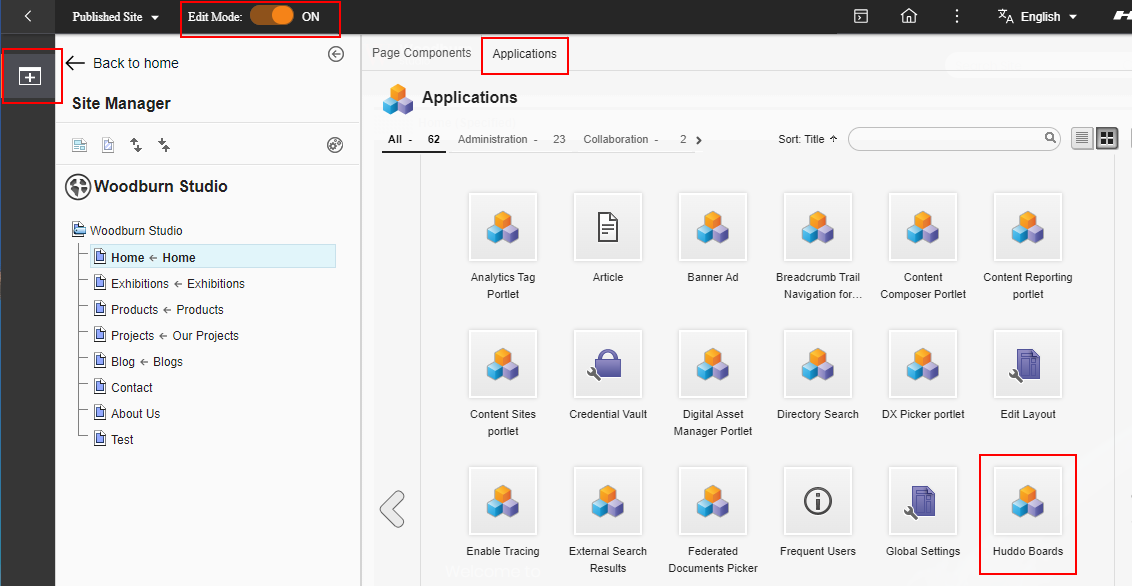 Published Site
Edit Mode: ON
English
Back to home
Site Manager
Woodburn Studio
Woodburn Studio
Home ← Home
Exhibitions ← Exhibitions
Products ← Products
Projects ← Our Projects
Blog ← Blogs
Contact
About Us
Test
Page Components
Applications
Applications
All - 62
Administration - 23
Collaboration - 2
Sort: Title
Analytics Tag
Portlet
Article
Banner Ad
Breadcrumb Trail
Navigation for...
Content
Composer Portlet
Content Reporting
portlet
Content Sites
portlet
Credential Vault
Digital Asset
Manager Portlet
Directory Search
DX Picker portlet
Edit Layout
Enable Tracing
External Search
Results
Federated
Documents Picker
Frequent Users
Global Settings
Huddo Boards